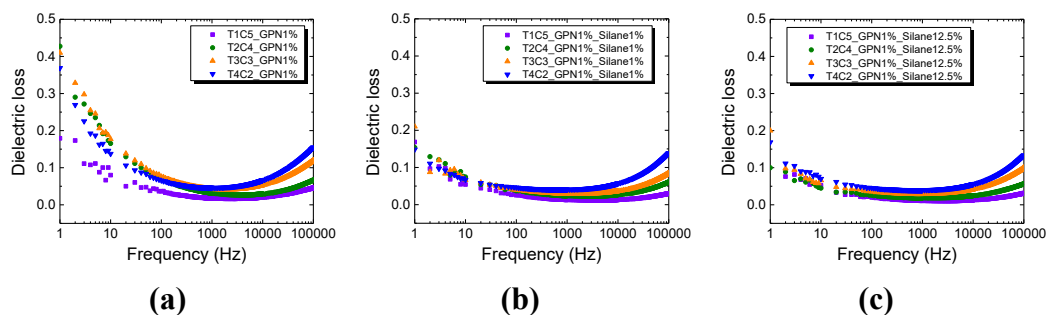 Dielectric loss
0.5
0.4
0.3
0.2
0.1
0.0
T1C5_GPN1%
T2C4_GPN1%
T3C3_GPN1%
T4C2_GPN1%
1 10 100 1000 10000 100000
Frequency (Hz)
(a)
Dielectric loss
0.5
0.4
0.3
0.2
0.1
0.0
T1C5_GPN1%_Silane1%
T2C4_GPN1%_Silane1%
T3C3_GPN1%_Silane1%
T4C2_GPN1%_Silane1%
1 10 100 1000 10000 100000
Frequency (Hz)
(b)
Dielectric loss
0.5
0.4
0.3
0.2
0.1
0.0
T1C5_GPN1%_Silane12.5%
T2C4_GPN1%_Silane12.5%
T3C3_GPN1%_Silane12.5%
T4C2_GPN1%_Silane12.5%
1 10 100 1000 10000 100000
Frequency (Hz)
(c)